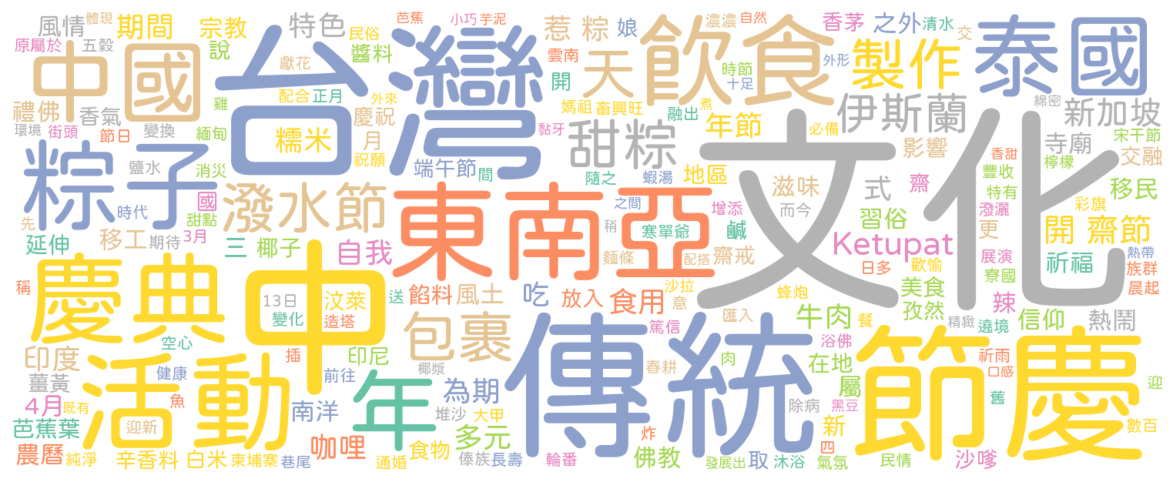 風情 體現 期間 宗教 特色 芭蕉 小巧 芋泥 惹 粽 娘 濃濃 自然 香茅 之外 清水 交
原屬於 五穀 說 民俗 醬料
中國 台灣 雲南 天 飲食 時節 十足 外形 製作 泰國
獻花 開
禮佛 香氣 雞 配合 正月 外來 慶祝 媽祖 畜興旺 融出 煮 伊斯蘭 綿密 新加坡
環境 街頭 節日 變換 緬甸 糯米 月 黏牙 年節 必備 宋干節
粽子 鹽水 消災 祝願 端午節 間 甜粽 文化 影響 香甜 檸檬 寺廟 交融
隨之 蝦湯 地區 滋味 式 齋 豐收
先 時代 國 甜點 潑水節 東南亞 之間 增添 而今 習俗 特有 潑灑 彩旗 移民
延伸 移工 期待 3月 三 椰子 自我 稍 寒單爺 鹹 Ketupat 更 開 齋節
麵條 配搭 齋戒 日多 歡愉 展演 寮國 祈福 熱帶 族群
慶典 中 稱 13日 汶萊 送 餡料 風土 吃 放入 食用 沙拉 意 蜂炮 美食 辣 晨起
變化 造塔 包裹 篤信 匯入 牛肉 餐 孜然 精緻 遶境 信仰 熱鬧
印度 空心 活動 插 印尼 椰漿 傳統 春耕 肉 浴佛 在地 節慶 祈雨 口感
薑黃 健康 前往 年 為期 屬 舊 迎
4月 既有 魚 南洋 堆沙 大甲 除病 黑豆 新 數百
芭蕉葉 迎新 咖哩 多元 炸 四
農曆 純淨 辛香料 白米 柬埔寨 巷尾 通婚 食物 傣族 長壽 輪番 佛教 發展出 取 沐浴 氣氛 民情 沙嗲